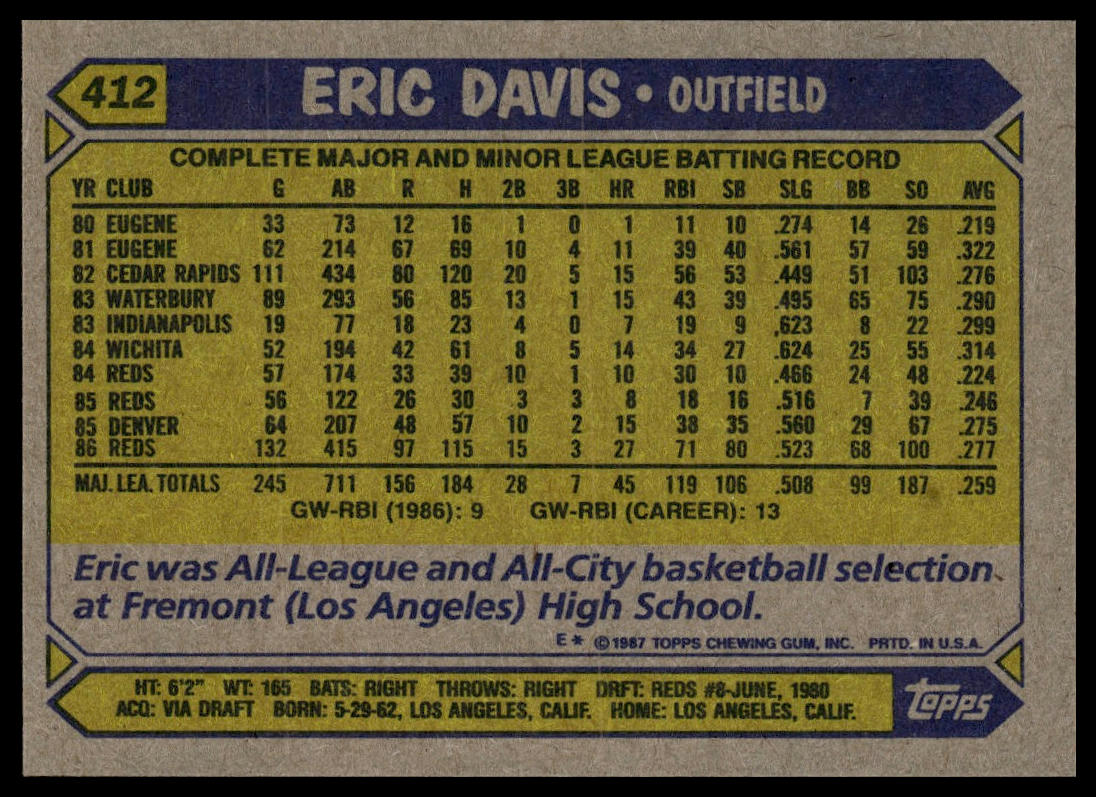 412 ERIC DAVIS • OUTFIELD
COMPLETE MAJOR AND MINOR LEAGUE BATTING RECORD
YR CLUB G AB R H 2B 3B HR RBI SB SLG BB SO AVG
80 EUGENE 33 73 12 16 1 0 1 11 10 .274 14 26 .219
81 EUGENE 62 214 67 69 10 4 11 39 40 .561 57 59 .322
82 CEDAR RAPIDS 111 434 80 120 20 5 15 56 53 .449 51 103 .276
83 WATERBURY 89 293 56 85 13 1 15 43 39 .495 65 75 .290
83 INDIANAPOLIS 19 77 18 23 4 0 7 19 9 .623 8 22 .299
84 WICHITA 52 194 42 61 8 5 14 34 27 .624 25 55 .314
84 REDS 57 174 33 39 10 1 10 30 10 .466 24 48 .224
85 REDS 56 122 26 30 3 3 8 18 16 .516 7 39 .246
85 DENVER 64 207 48 57 10 2 15 38 35 .560 29 67 .275
86 REDS 132 415 97 115 15 3 27 71 80 .523 68 100 .277
MAJ. LEA. TOTALS 245 711 156 184 28 7 45 119 106 .508 99 187 .259
GW-RBI (1986): 9 GW-RBI (CAREER): 13
Eric was All-League and All-City basketball selection
at Fremont (Los Angeles) High School.
E* ©1987 TOPPS CHEWING GUM, INC. PRTD. IN U.S.A.
HT: 6'2" WT: 165 BATS: RIGHT THROWS: RIGHT DRFT: REDS #8-JUNE, 1980
ACQ: VIA DRAFT BORN: 5-29-62, LOS ANGELES, CALIF. HOME: LOS ANGELES, CALIF.
topps